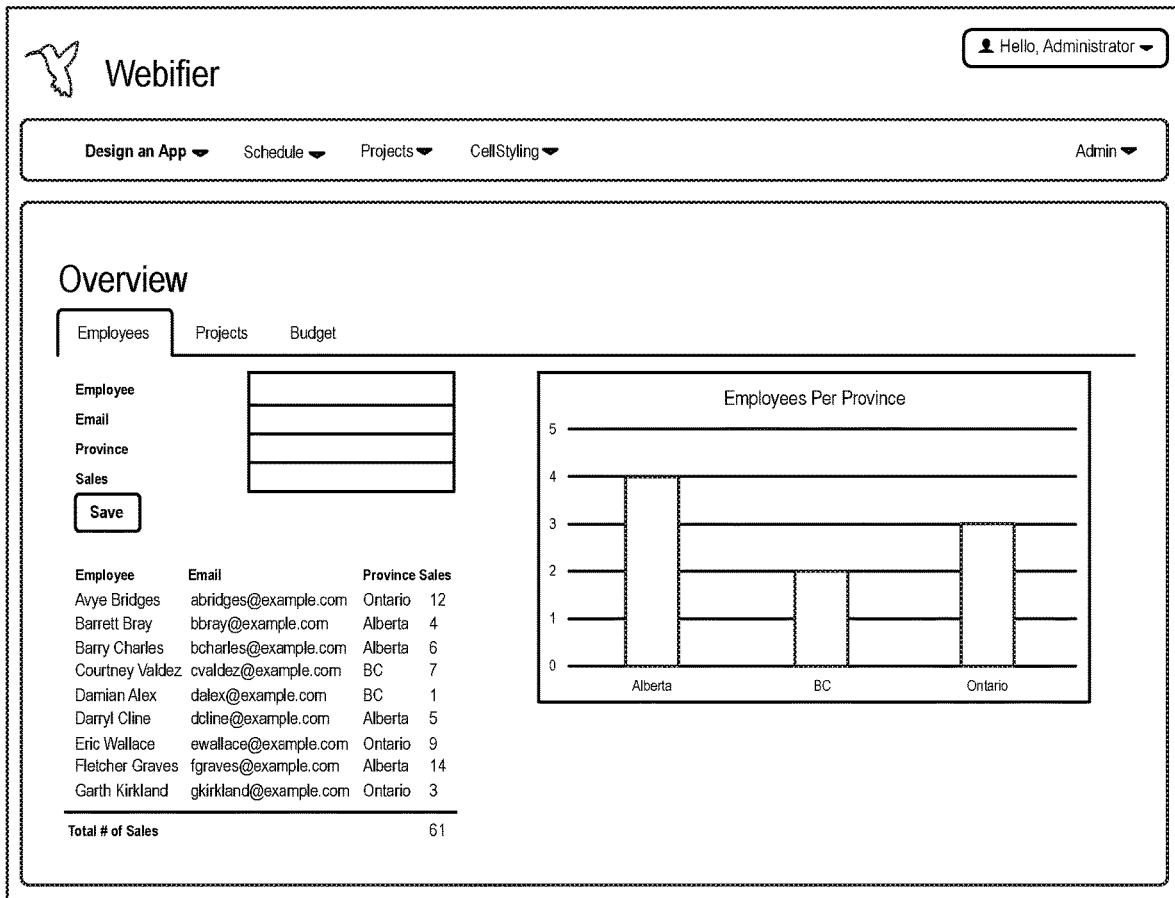 Hello, Administrator
Webifier
Design an App Schedule Projects CellStyling Admin
Overview
Employees Projects Budget
Employee
Email
Province
Sales
Save
Employee Email Province Sales
Avye Bridges abridges@example.com Ontario 12
Barrett Bray bbray@example.com Alberta 4
Barry Charles bcharles@example.com Alberta 6
Courtney Valdez cvaldez@example.com BC 7
Damian Alex dalex@example.com BC 1
Darryl Cline dcline@example.com Alberta 5
Eric Wallace ewallace@example.com Ontario 9
Fletcher Graves fgraves@example.com Alberta 14
Garth Kirkland gkirkland@example.com Ontario 3
Total # of Sales 61
Employees Per Province
5
4
3
2
1
0
Alberta BC Ontario